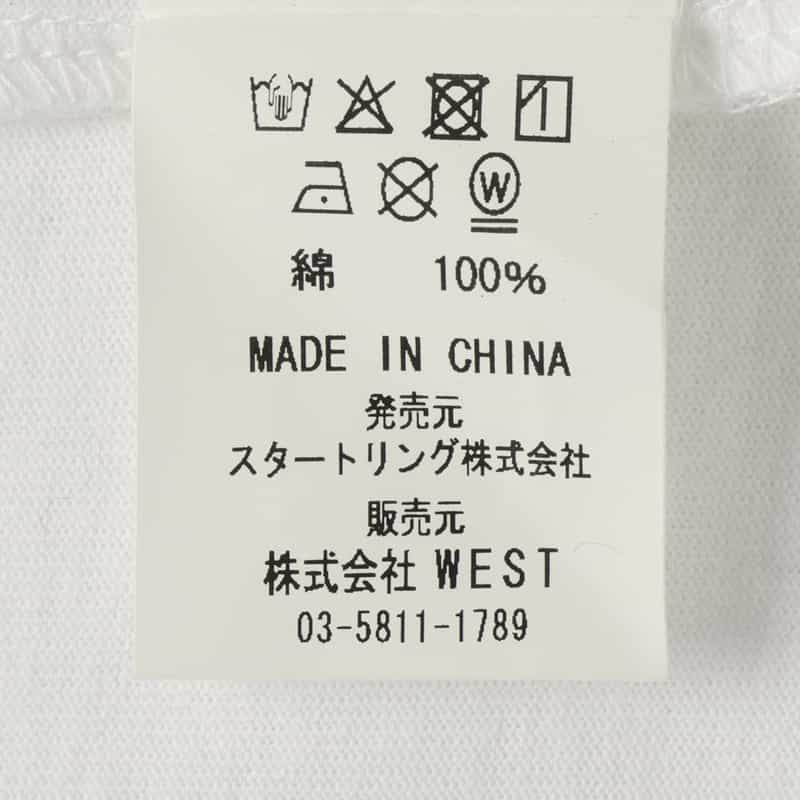 W
綿 100%
MADE IN CHINA
発売元
スタートリング株式会社
販売元
株式会社 WEST
03-5811-1789